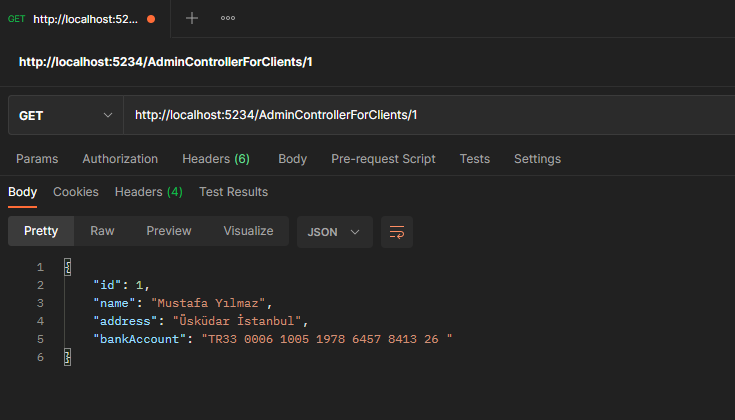 GET http://localhost:52...
http://localhost:5234/AdminControllerForClients/1
GET http://localhost:5234/AdminControllerForClients/1
Params Authorization Headers (6) Body Pre-request Script Tests Settings
Body Cookies Headers (4) Test Results
Pretty Raw Preview Visualize JSON
1 {
2 "id": 1,
3 "name": "Mustafa Yılmaz",
4 "address": "Üsküdar İstanbul",
5 "bankAccount": "TR33 0006 1005 1978 6457 8413 26 "
6 }